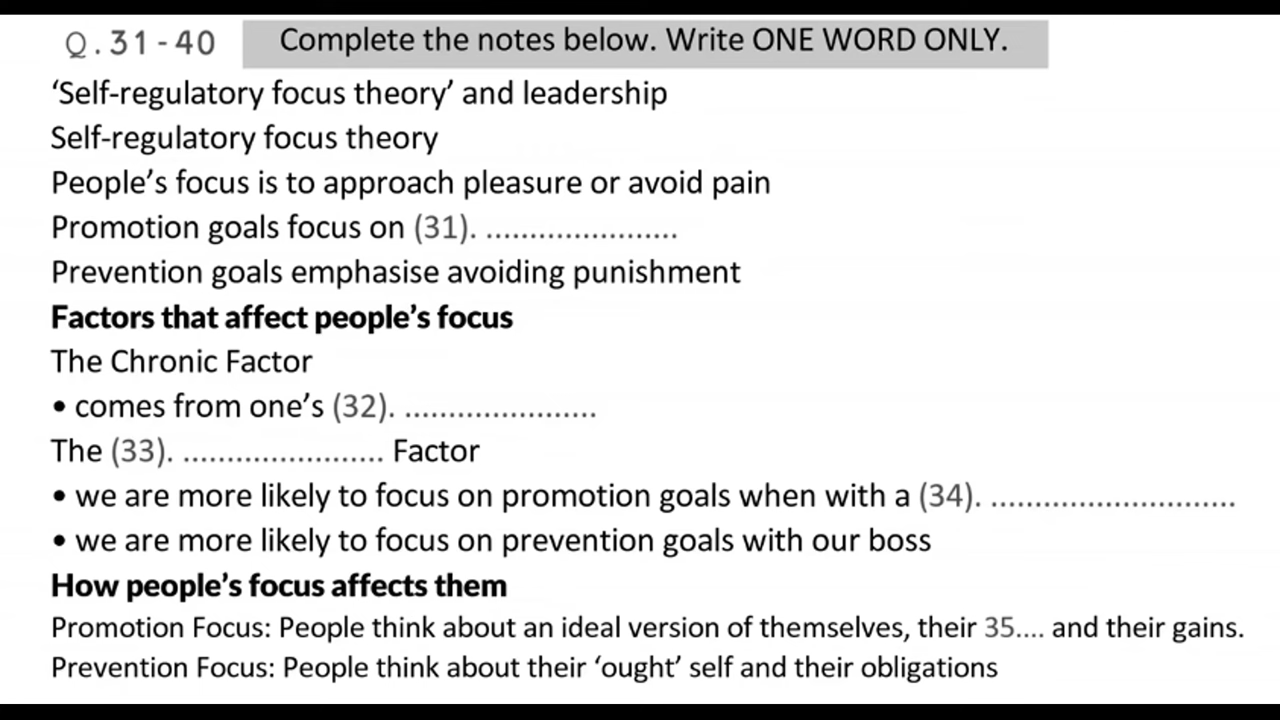 Q.31-40 Complete the notes below. Write ONE WORD ONLY.
‘Self-regulatory focus theory’ and leadership
Self-regulatory focus theory
People’s focus is to approach pleasure or avoid pain
Promotion goals focus on (31). ......................
Prevention goals emphasise avoiding punishment
Factors that affect people’s focus
The Chronic Factor
• comes from one’s (32). ......................
The (33). ....................... Factor
• we are more likely to focus on promotion goals when with a (34). ............................
• we are more likely to focus on prevention goals with our boss
How people’s focus affects them
Promotion Focus: People think about an ideal version of themselves, their 35.... and their gains.
Prevention Focus: People think about their ‘ought’ self and their obligations